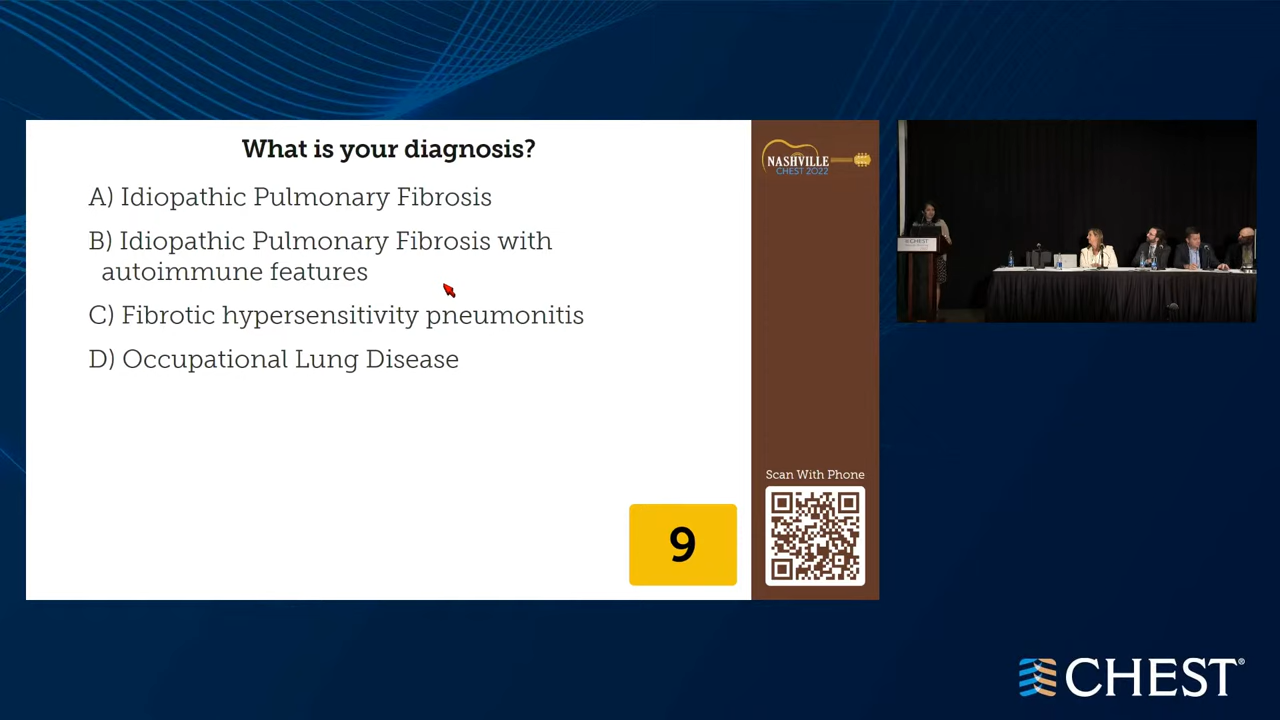 What is your diagnosis?
A) Idiopathic Pulmonary Fibrosis
B) Idiopathic Pulmonary Fibrosis with
autoimmune features
C) Fibrotic hypersensitivity pneumonitis
D) Occupational Lung Disease
9
NASHVILLE
CHEST 2022
Scan With Phone
CHEST
CHEST®